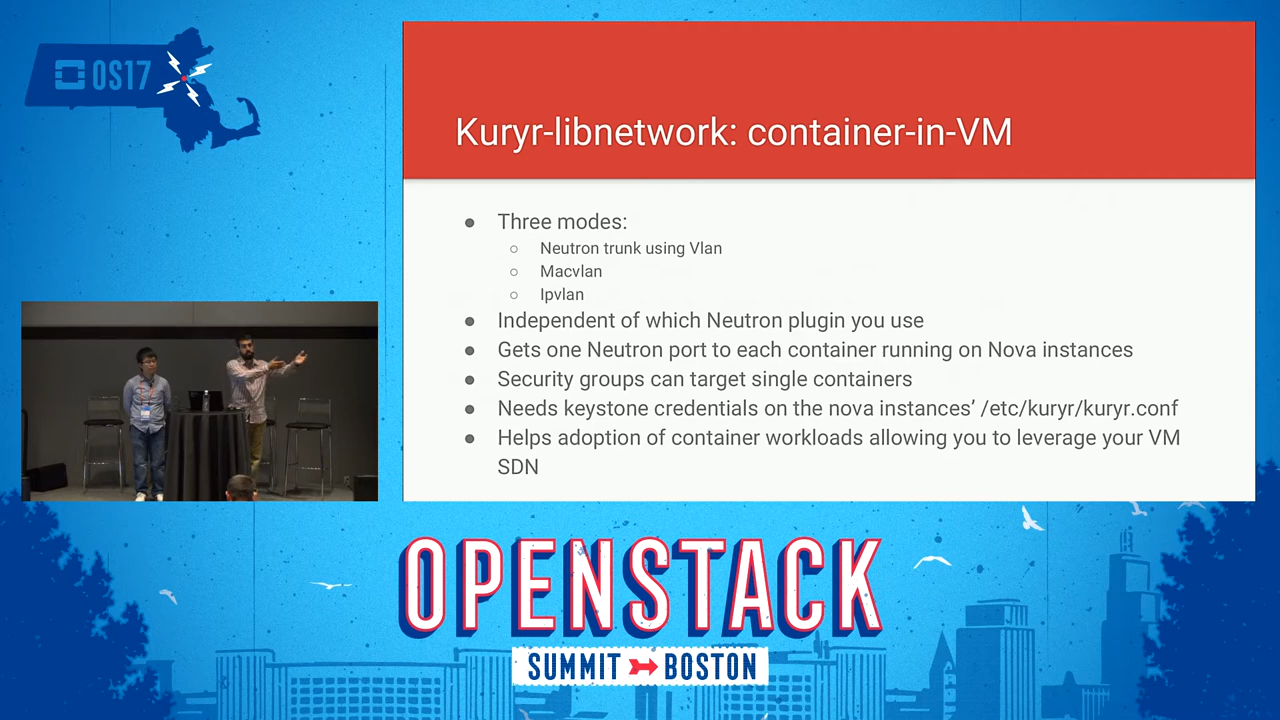 OS17
Kuryr-libnetwork: container-in-VM
● Three modes:
○ Neutron trunk using Vlan
○ Macvlan
○ Ipvlan
● Independent of which Neutron plugin you use
● Gets one Neutron port to each container running on Nova instances
● Security groups can target single containers
● Needs keystone credentials on the nova instances’ /etc/kuryr/kuryr.conf
● Helps adoption of container workloads allowing you to leverage your VM
SDN
OPENSTACK
SUMMIT BOSTON